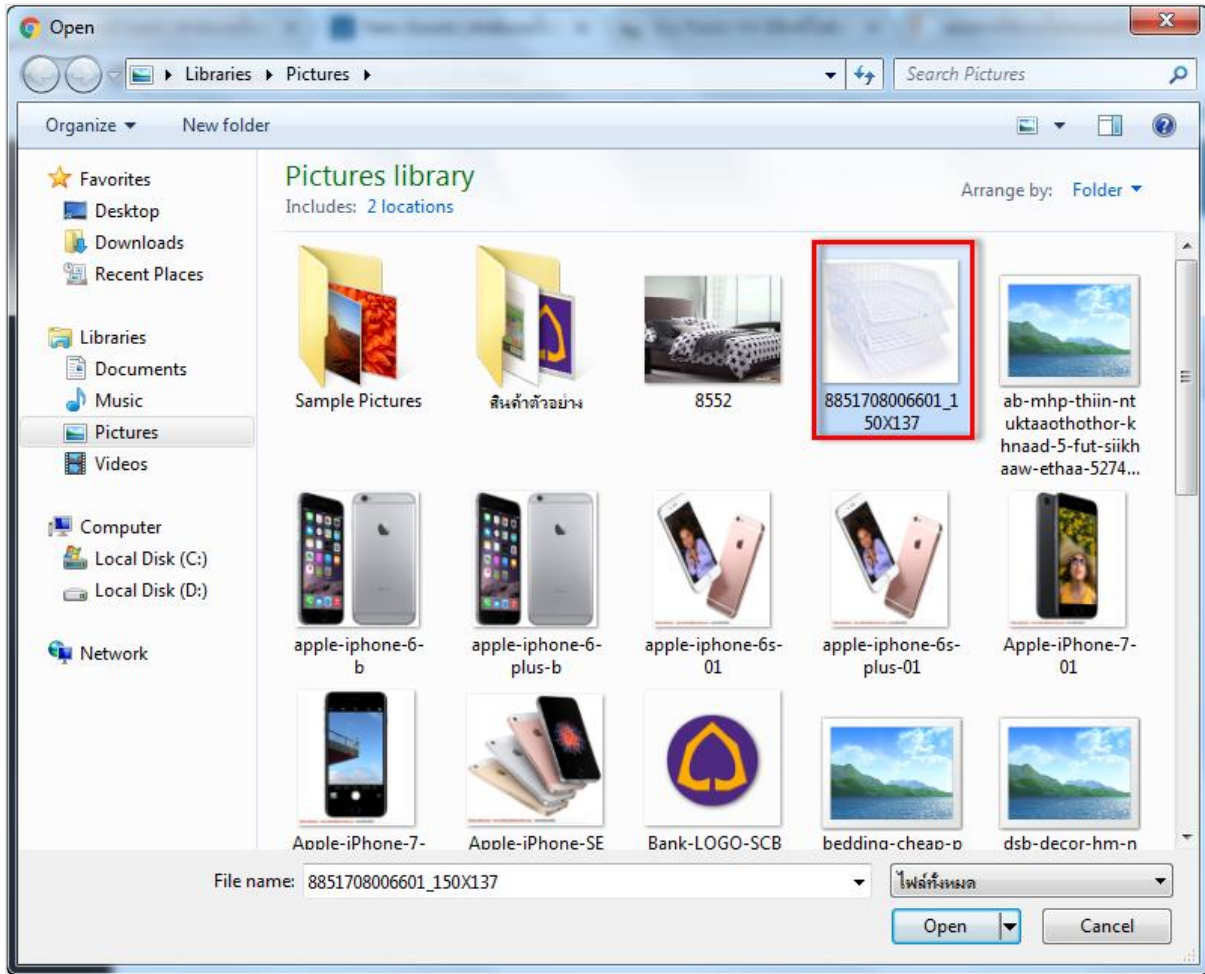 Open
Libraries Pictures
Search Pictures
Organize
New folder
Favorites
Desktop
Downloads
Recent Places
Libraries
Documents
Music
Pictures
Videos
Computer
Local Disk (C:)
Local Disk (D:)
Network
Pictures library
Includes: 2 locations
Arrange by: Folder
Sample Pictures
สินค้าตัวอย่าง
8552
8851708006601_1
50X137
ab-mhp-thiin-nt
uktaaothothor-k
hnaad-5-fut-siikh
aaw-ethaa-5274...
apple-iphone-6-
b
apple-iphone-6-
plus-b
apple-iphone-6s-
01
apple-iphone-6s-
plus-01
Apple-iPhone-7-
01
Apple-iPhone-7-
Apple-iPhone-SE
Bank-LOGO-SCB
bedding-cheap-p
dsb-decor-hm-n
File name: 8851708006601_150X137
ไฟล์ทั้งหมด
Open
Cancel